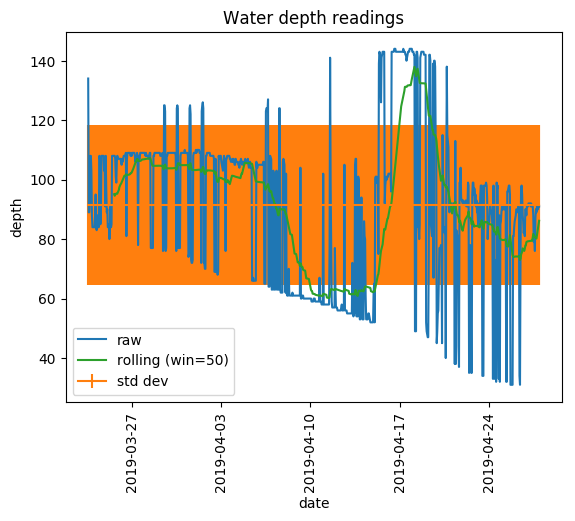 Water depth readings
140
120
100
80
60
40
depth
raw
rolling (win=50)
std dev
2019-03-27
2019-04-03
2019-04-10
2019-04-17
2019-04-24
date